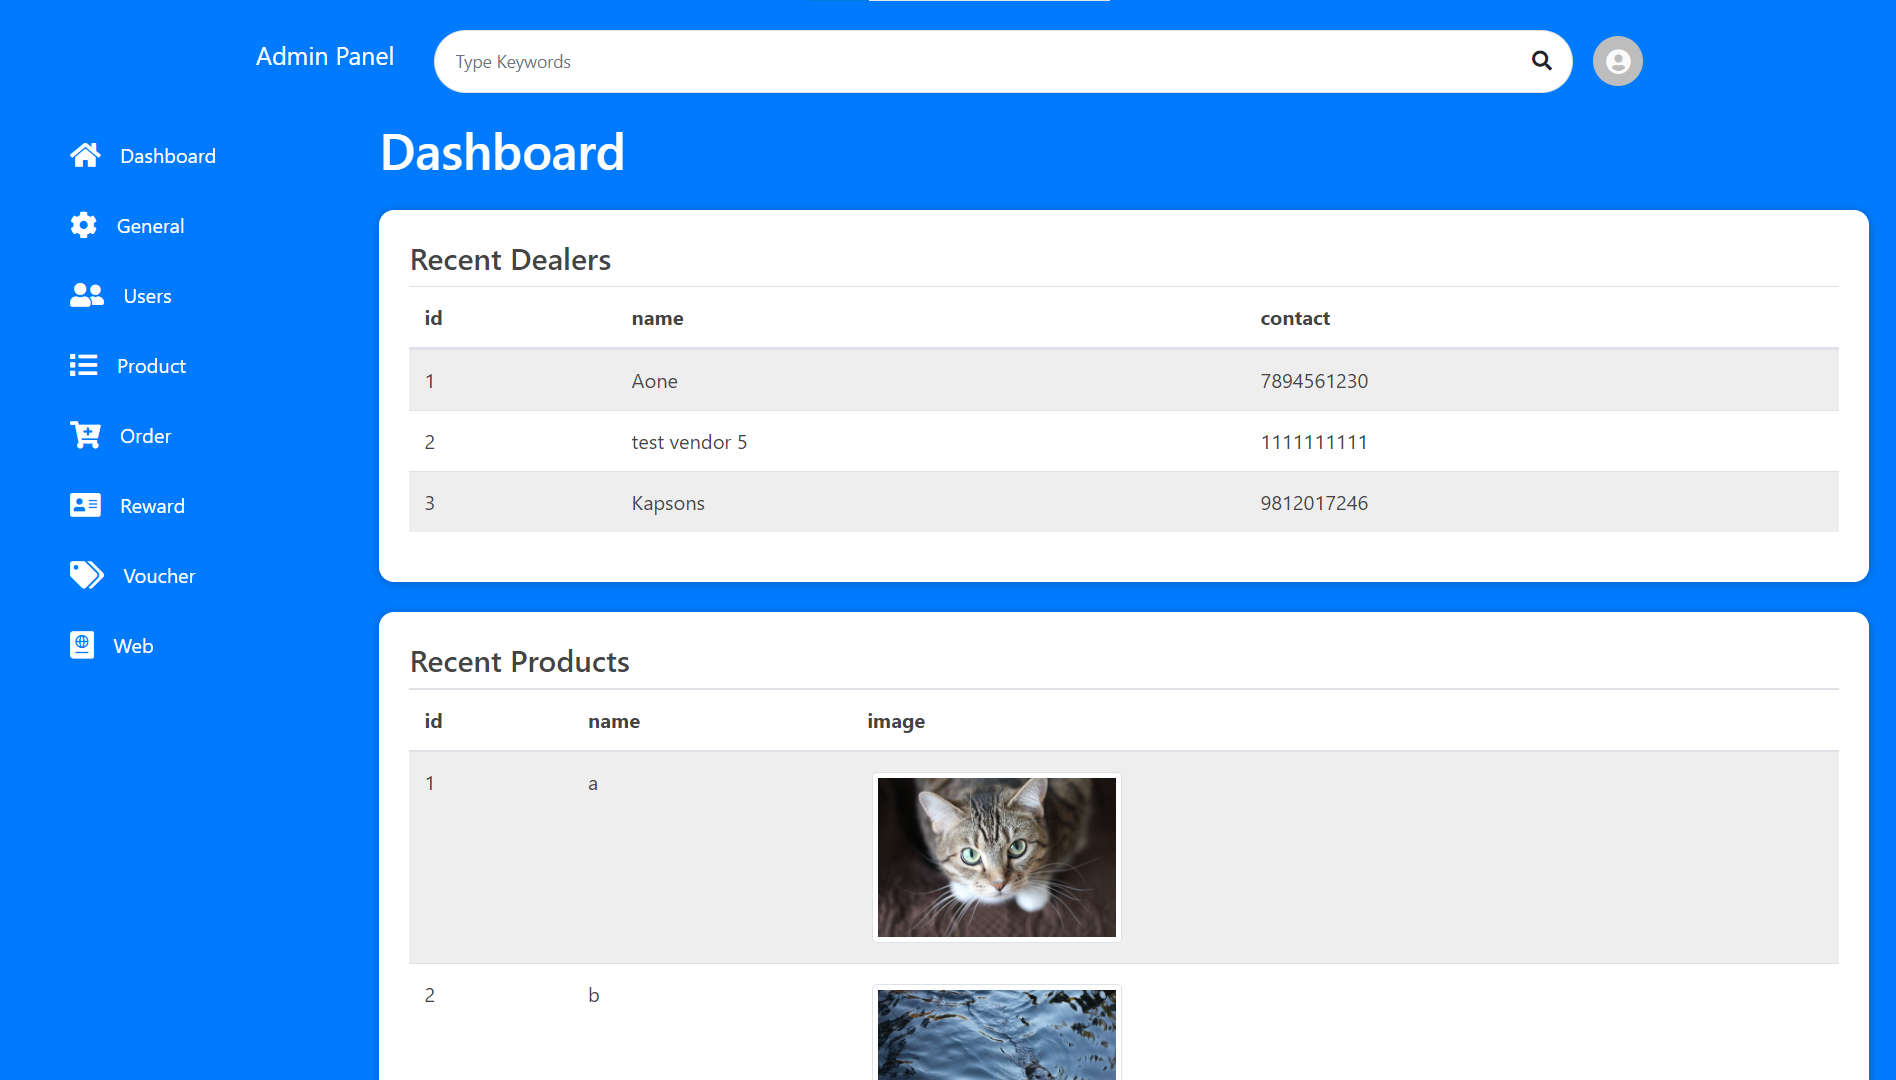 Admin Panel
Type Keywords
Dashboard
General
Users
Product
Order
Reward
Voucher
Web
Dashboard
Recent Dealers
id name contact
1 Aone 7894561230
2 test vendor 5 1111111111
3 Kapsons 9812017246
Recent Products
id name image
1 a
2 b